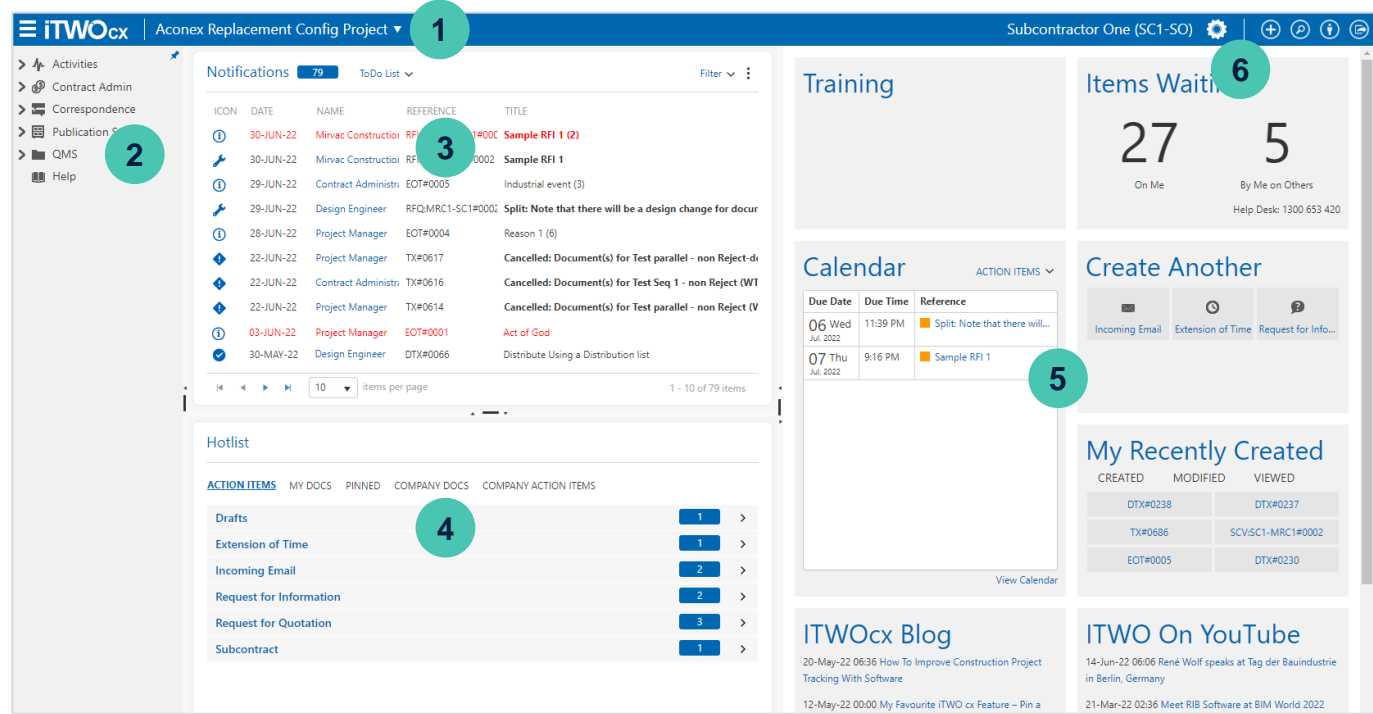 iTWOcx
Aconex Replacement Config Project
1
Subcontractor One (SC1-SO)
6
Activities
Contract Admin
Correspondence
Publication S
QMS
Help
2
Notifications 79 ToDo List Filter
ICON DATE NAME REFERENCE TITLE
30-JUN-22 Mirvac Construction RFI 1#000 Sample RFI 1 (2)
30-JUN-22 Mirvac Construction RF 0002 Sample RFI 1
29-JUN-22 Contract Administra EOT#0005 Industrial event (3)
29-JUN-22 Design Engineer RFQ:MRC1-SC1#0002 Split: Note that there will be a design change for docur
28-JUN-22 Project Manager EOT#0004 Reason 1 (6)
22-JUN-22 Project Manager TX#0617 Cancelled: Document(s) for Test parallel - non Reject-d
22-JUN-22 Contract Administra TX#0616 Cancelled: Document(s) for Test Seq 1 - non Reject (WT
22-JUN-22 Project Manager TX#0614 Cancelled: Document(s) for Test parallel - non Reject (V
03-JUN-22 Project Manager EOT#0001 Act of God
30-MAY-22 Design Engineer DTX#0066 Distribute Using a Distribution list
3
10 items per page 1 - 10 of 79 items
Hotlist
ACTION ITEMS MY DOCS PINNED COMPANY DOCS COMPANY ACTION ITEMS
Drafts 1
Extension of Time 1
Incoming Email 2
Request for Information 2
Request for Quotation 3
Subcontract 1
4
Training
Items Waiti
27 5
On Me By Me on Others
Help Desk: 1300 653 420
Calendar ACTION ITEMS
Due Date Due Time Reference
06 Wed 11:39 PM Split: Note that there will...
Jul, 2022
07 Thu 9:16 PM Sample RFI 1
Jul, 2022
5
View Calendar
Create Another
Incoming Email Extension of Time Request for Info...
My Recently Created
CREATED MODIFIED VIEWED
DTX#0238 DTX#0237
TX#0686 SCV:SC1-MRC1#0002
EOT#0005 DTX#0230
ITWOcx Blog
20-May-22 06:36 How To Improve Construction Project
Tracking With Software
12-May-22 00:00 My Favourite iTWO cx Feature – Pin a
ITWO On YouTube
14-Jun-22 06:06 René Wolf speaks at Tag der Bauindustrie
in Berlin, Germany
21-Mar-22 02:36 Meet RIB Software at BIM World 2022